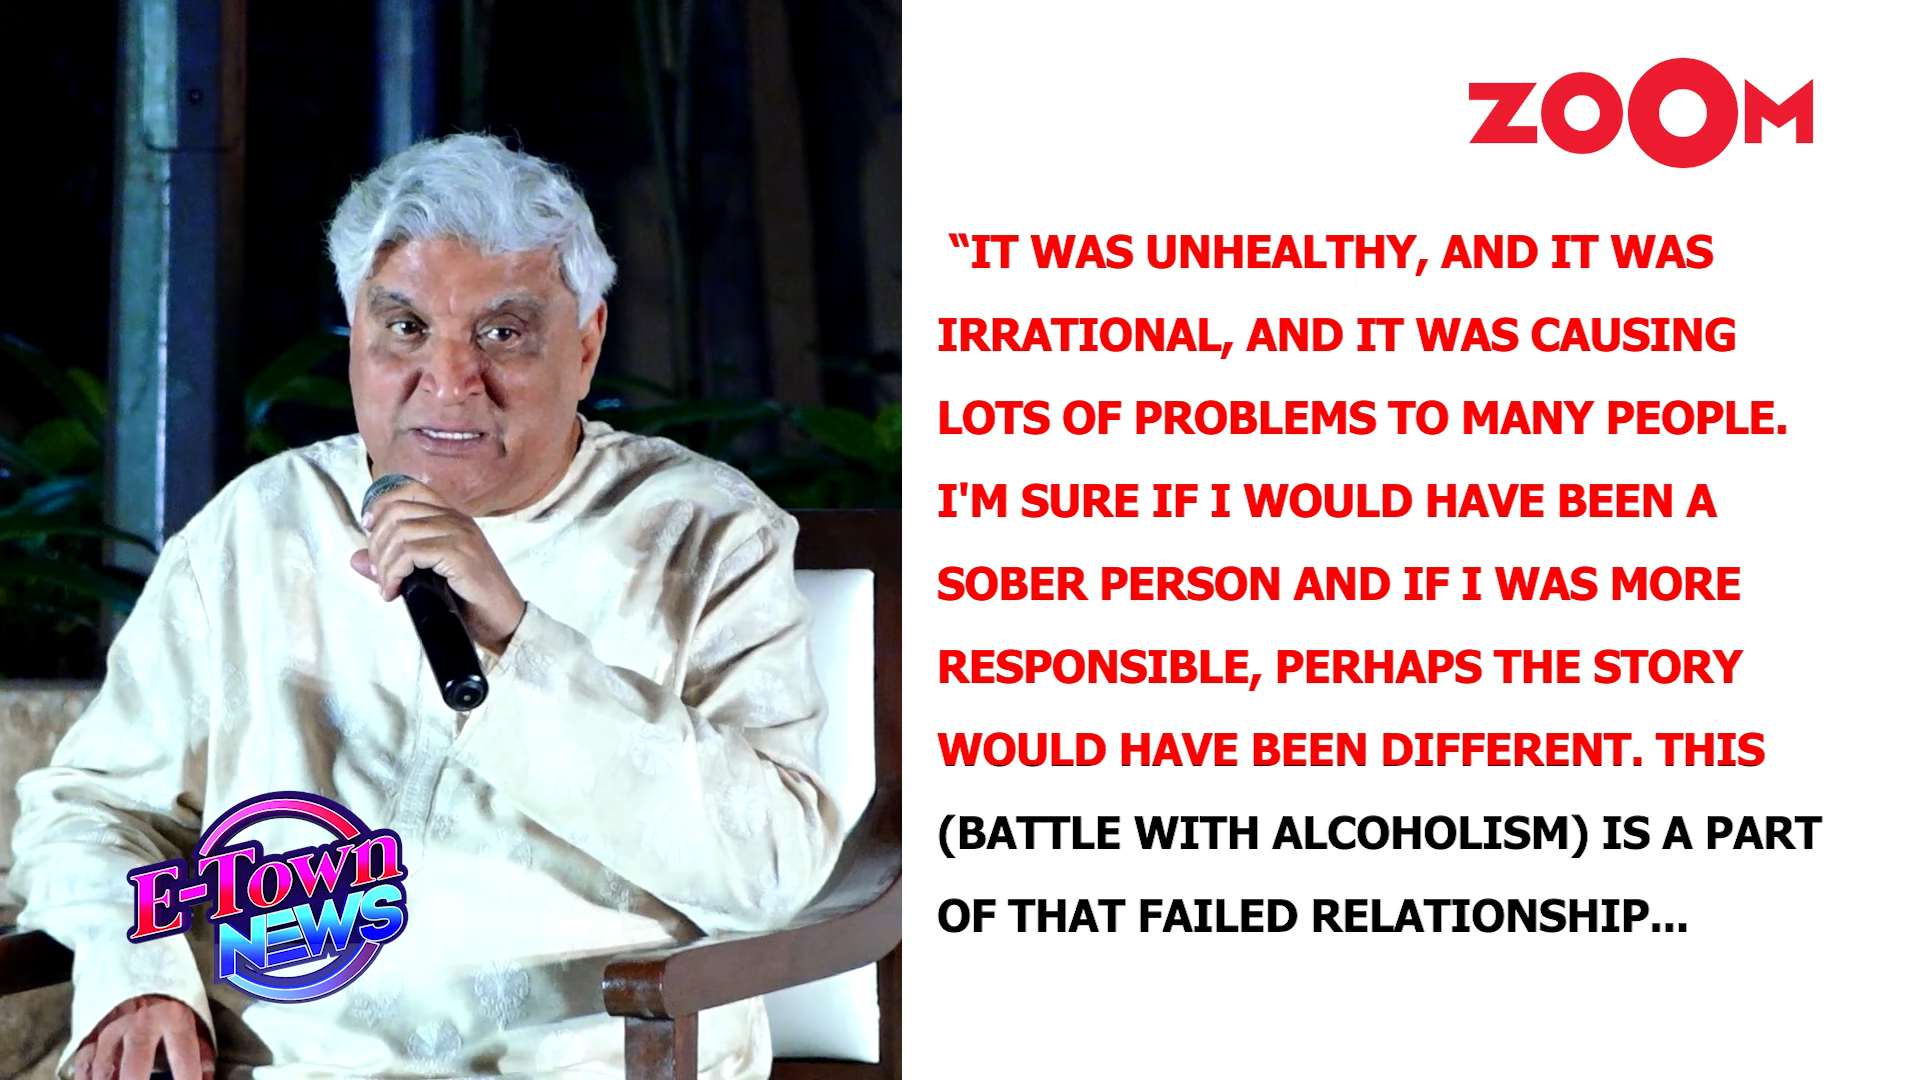 ZOOM
“IT WAS UNHEALTHY, AND IT WAS
IRRATIONAL, AND IT WAS CAUSING
LOTS OF PROBLEMS TO MANY PEOPLE.
I'M SURE IF I WOULD HAVE BEEN A
SOBER PERSON AND IF I WAS MORE
RESPONSIBLE, PERHAPS THE STORY
WOULD HAVE BEEN DIFFERENT. THIS
(BATTLE WITH ALCOHOLISM) IS A PART
OF THAT FAILED RELATIONSHIP...
E-Town
NEWS